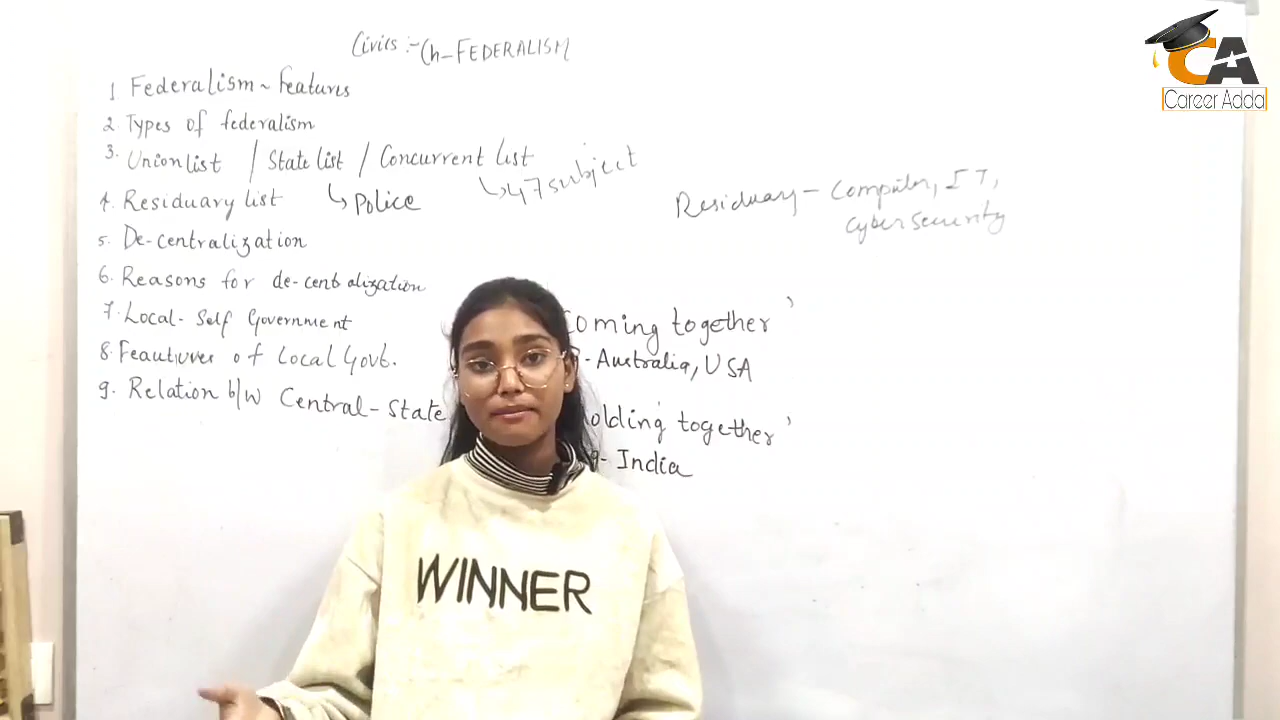 Civics :- Ch-FEDERALISM
1 Federalism ~ features
2. Types of federalism
3. Union list / State list / Concurrent list
↳ Police
↳ 47 subject
4. Residuary list
5. De-centralization
6. Reasons for de-centralization
7. Local-Self Government
8. Feautures of Local Govt.
9. Relation b/w Central-State
Residuary - Computer, IT,
Cyber security
Coming together'
- Australia, USA
olding together'
g- India
WINNER
CA
Career Adda